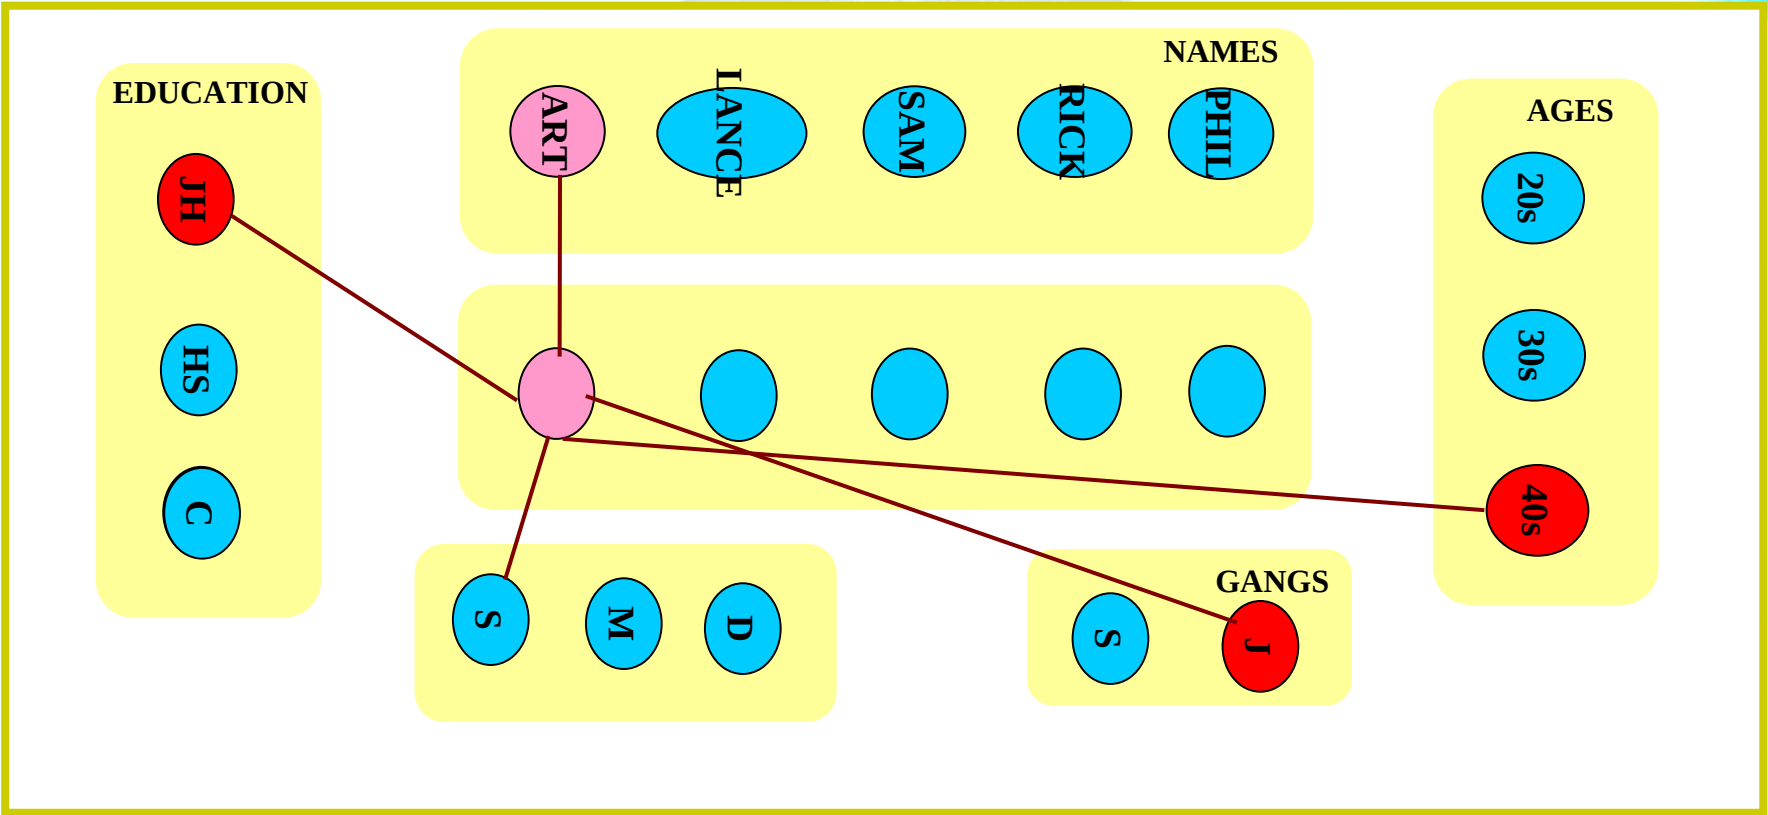 NAMES
EDUCATION
AGES
ART
LANCE
SAM
RICK
PHIL
JH
HS
C
20s
30s
40s
GANGS
S
M
D
S
J